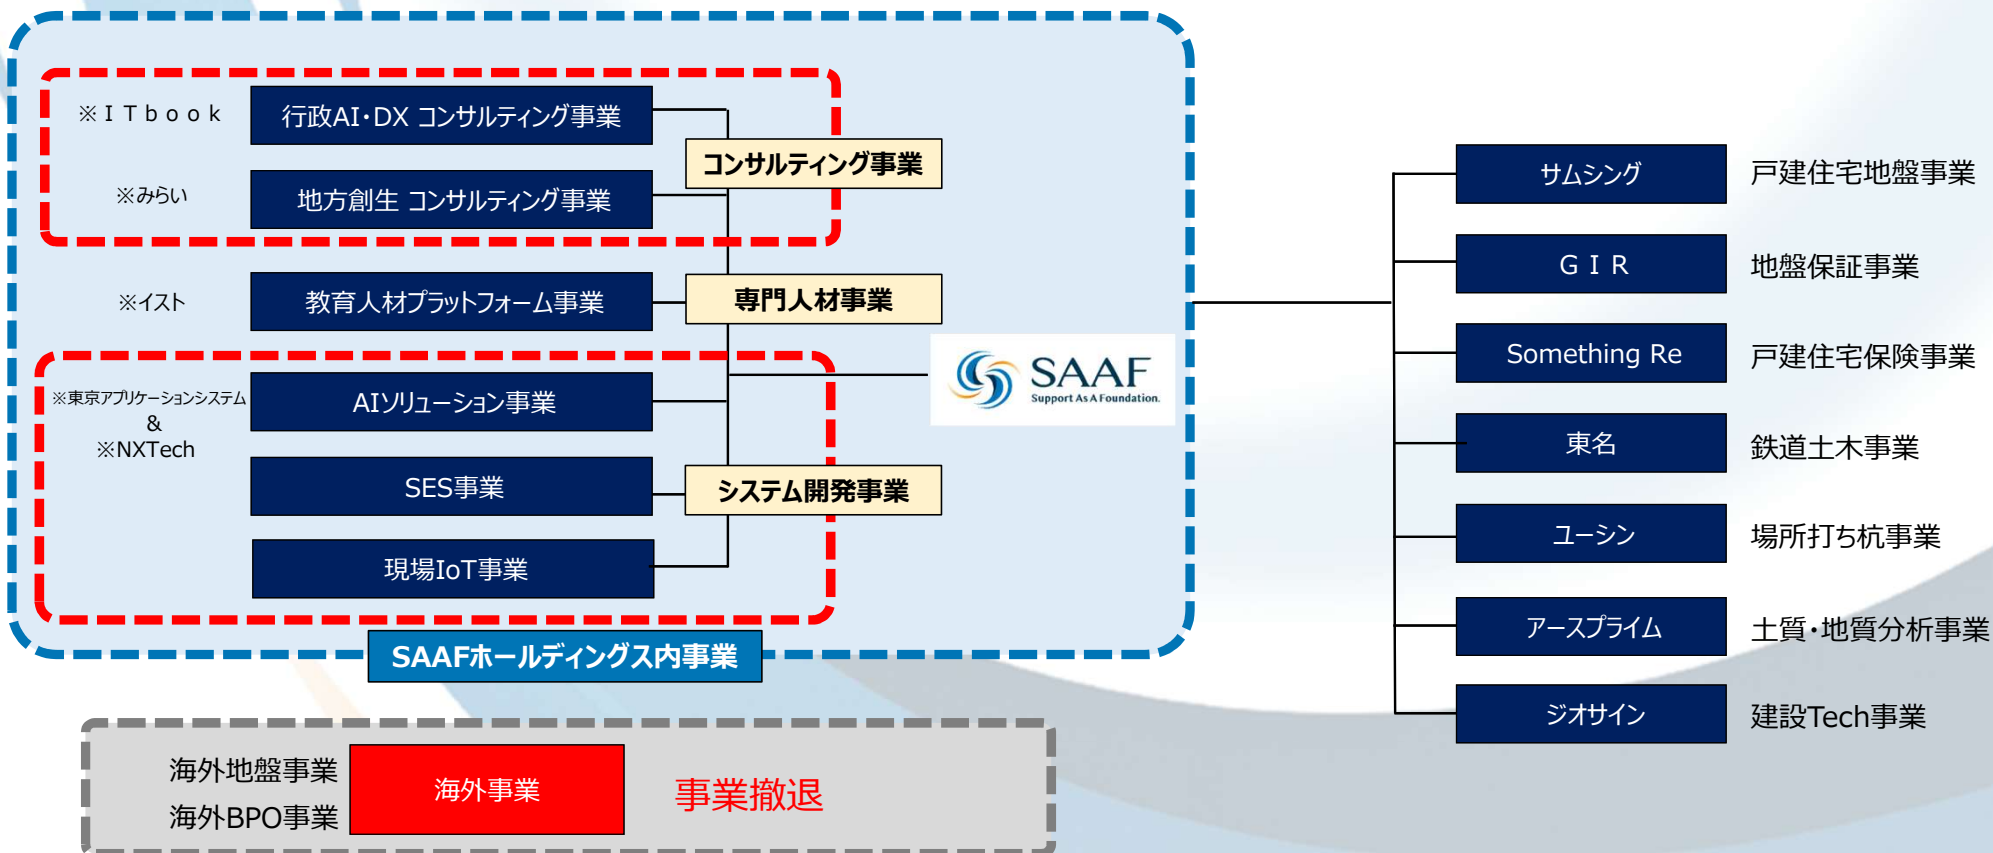 ※ＩＴｂｏｏｋ
行政AI・DX コンサルティング事業
コンサルティング事業
※みらい
地方創生 コンサルティング事業
※イスト
教育人材プラットフォーム事業
専門人材事業
※東京アプリケーションシステム
&
※NXTech
AIソリューション事業
SES事業
システム開発事業
現場IoT事業
SAAF
Support As A Foundation.
SAAFホールディングス内事業
サムシング
戸建住宅地盤事業
ＧＩＲ
地盤保証事業
Something Re
戸建住宅保険事業
東名
鉄道土木事業
ユーシン
場所打ち杭事業
アースプライム
土質・地質分析事業
ジオサイン
建設Tech事業
海外地盤事業
海外BPO事業
海外事業
事業撤退